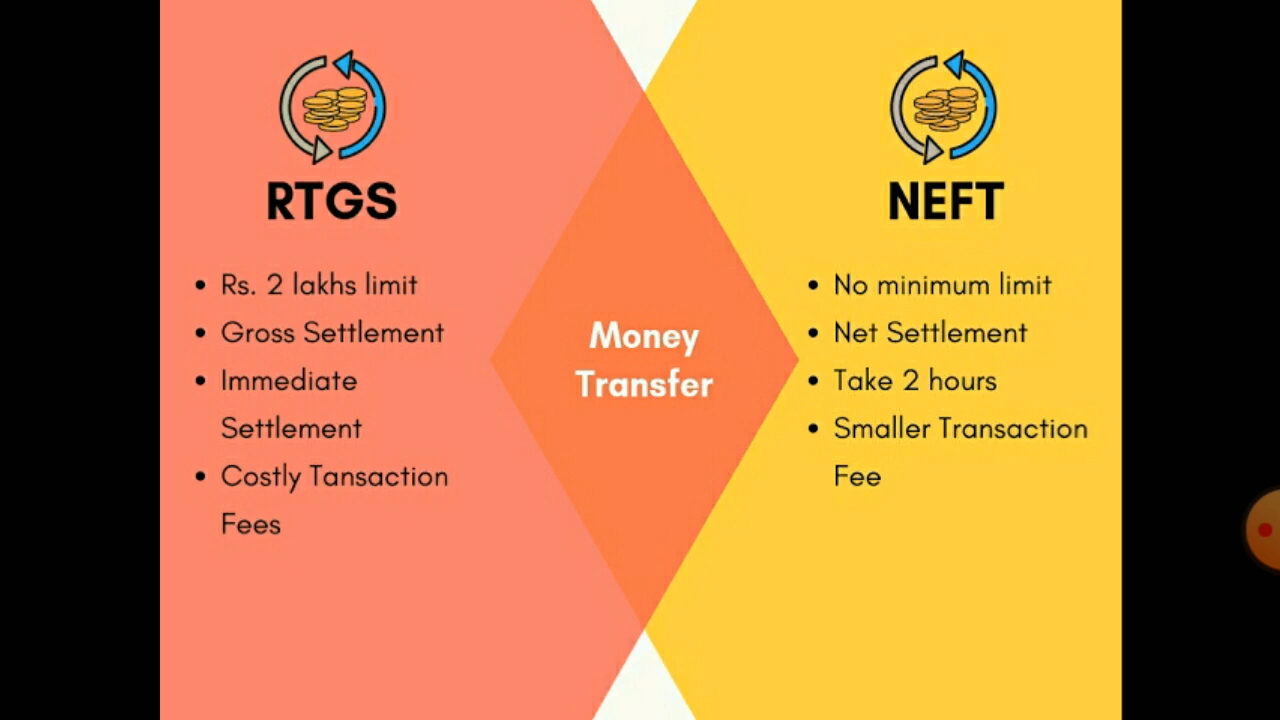 RTGS
• Rs. 2 lakhs limit
• Gross Settlement
• Immediate
Settlement
• Costly Tansaction
Fees
Money
Transfer
NEFT
• No minimum limit
• Net Settlement
• Take 2 hours
• Smaller Transaction
Fee